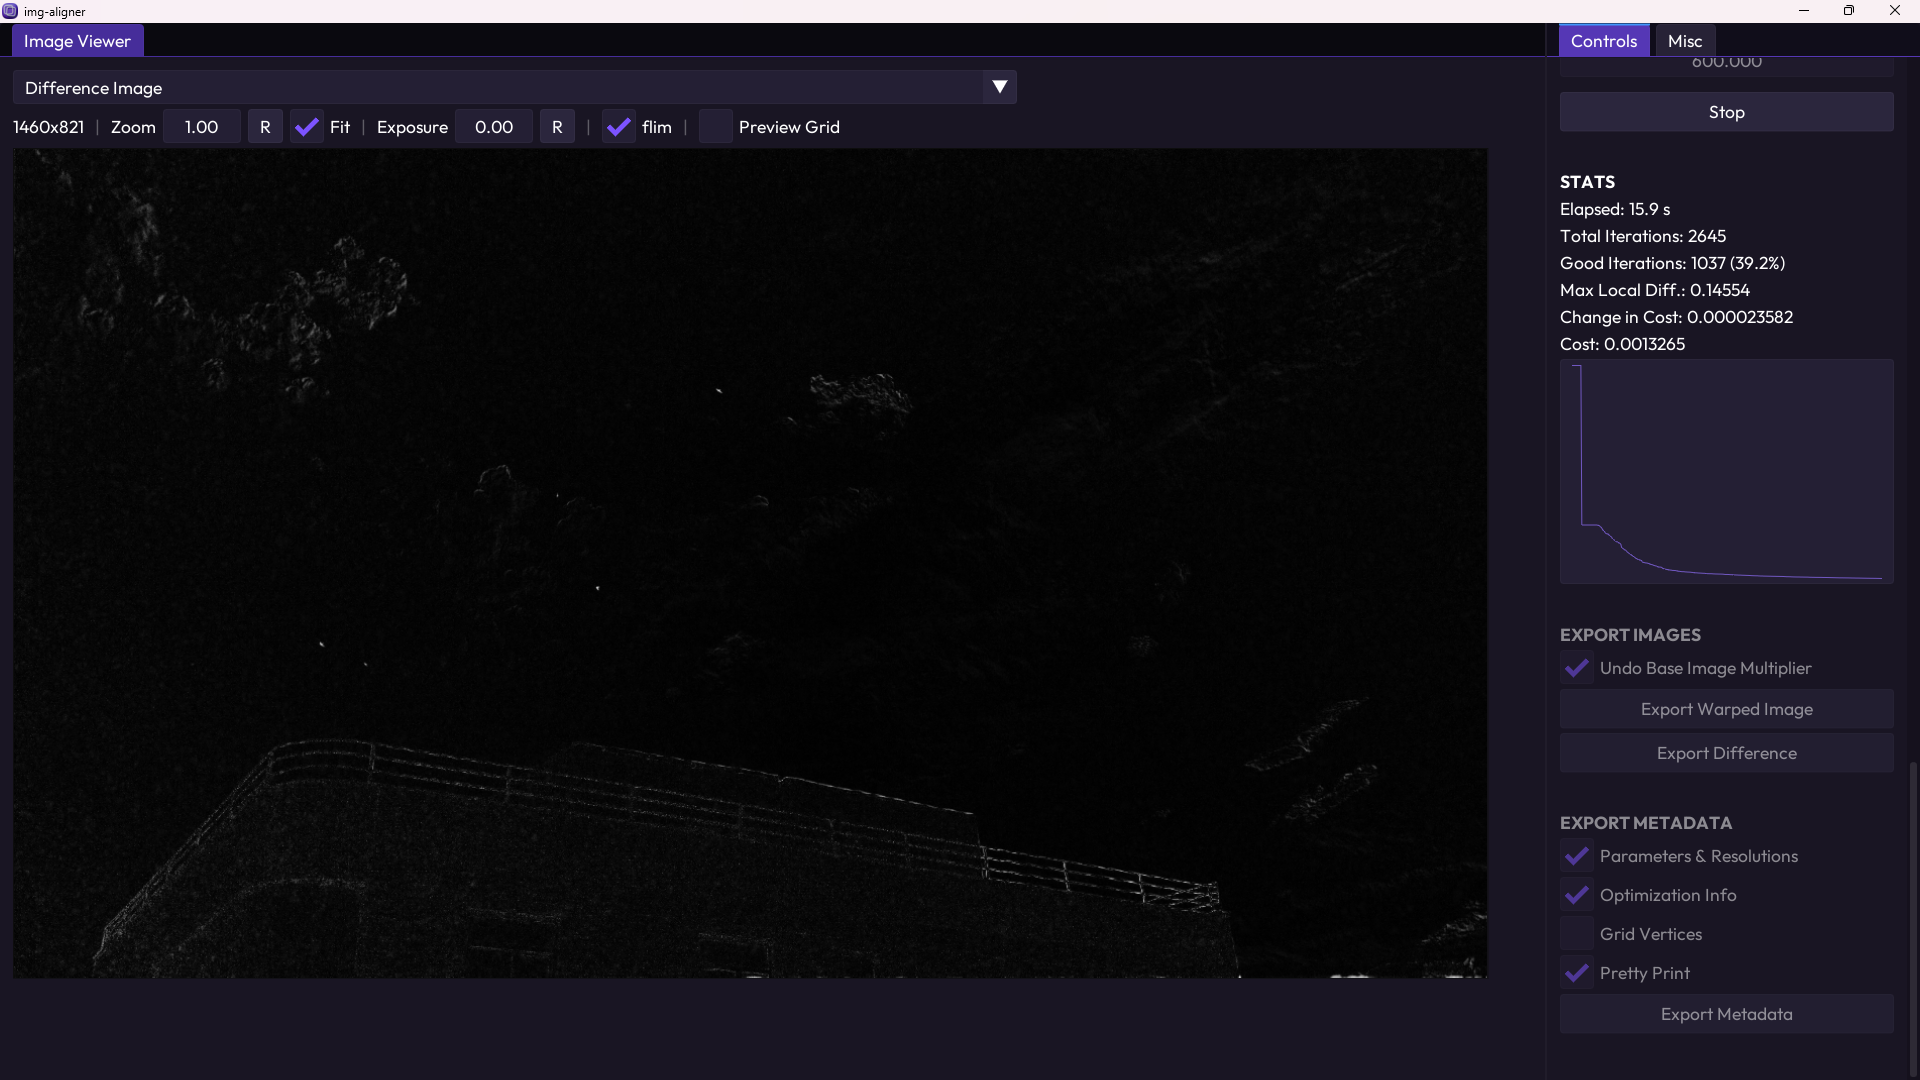 img-aligner
Image Viewer
Controls
Misc
Difference Image
1460x821 | Zoom 1.00 R Fit | Exposure 0.00 R | flim | Preview Grid
600.000
Stop
STATS
Elapsed: 15.9 s
Total Iterations: 2645
Good Iterations: 1037 (39.2%)
Max Local Diff.: 0.14554
Change in Cost: 0.000023582
Cost: 0.0013265
EXPORT IMAGES
Undo Base Image Multiplier
Export Warped Image
Export Difference
EXPORT METADATA
Parameters & Resolutions
Optimization Info
Grid Vertices
Pretty Print
Export Metadata